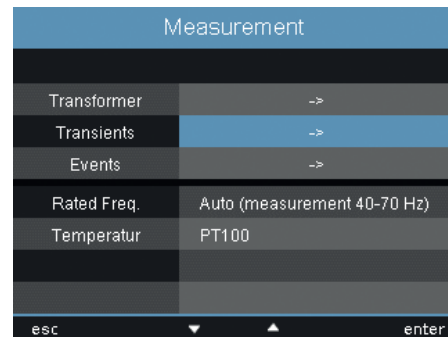 Measurement
Transformer ->
Transients ->
Events ->
Rated Freq. Auto (measurement 40-70 Hz)
Temperatur PT100
esc ▼ ▲ enter